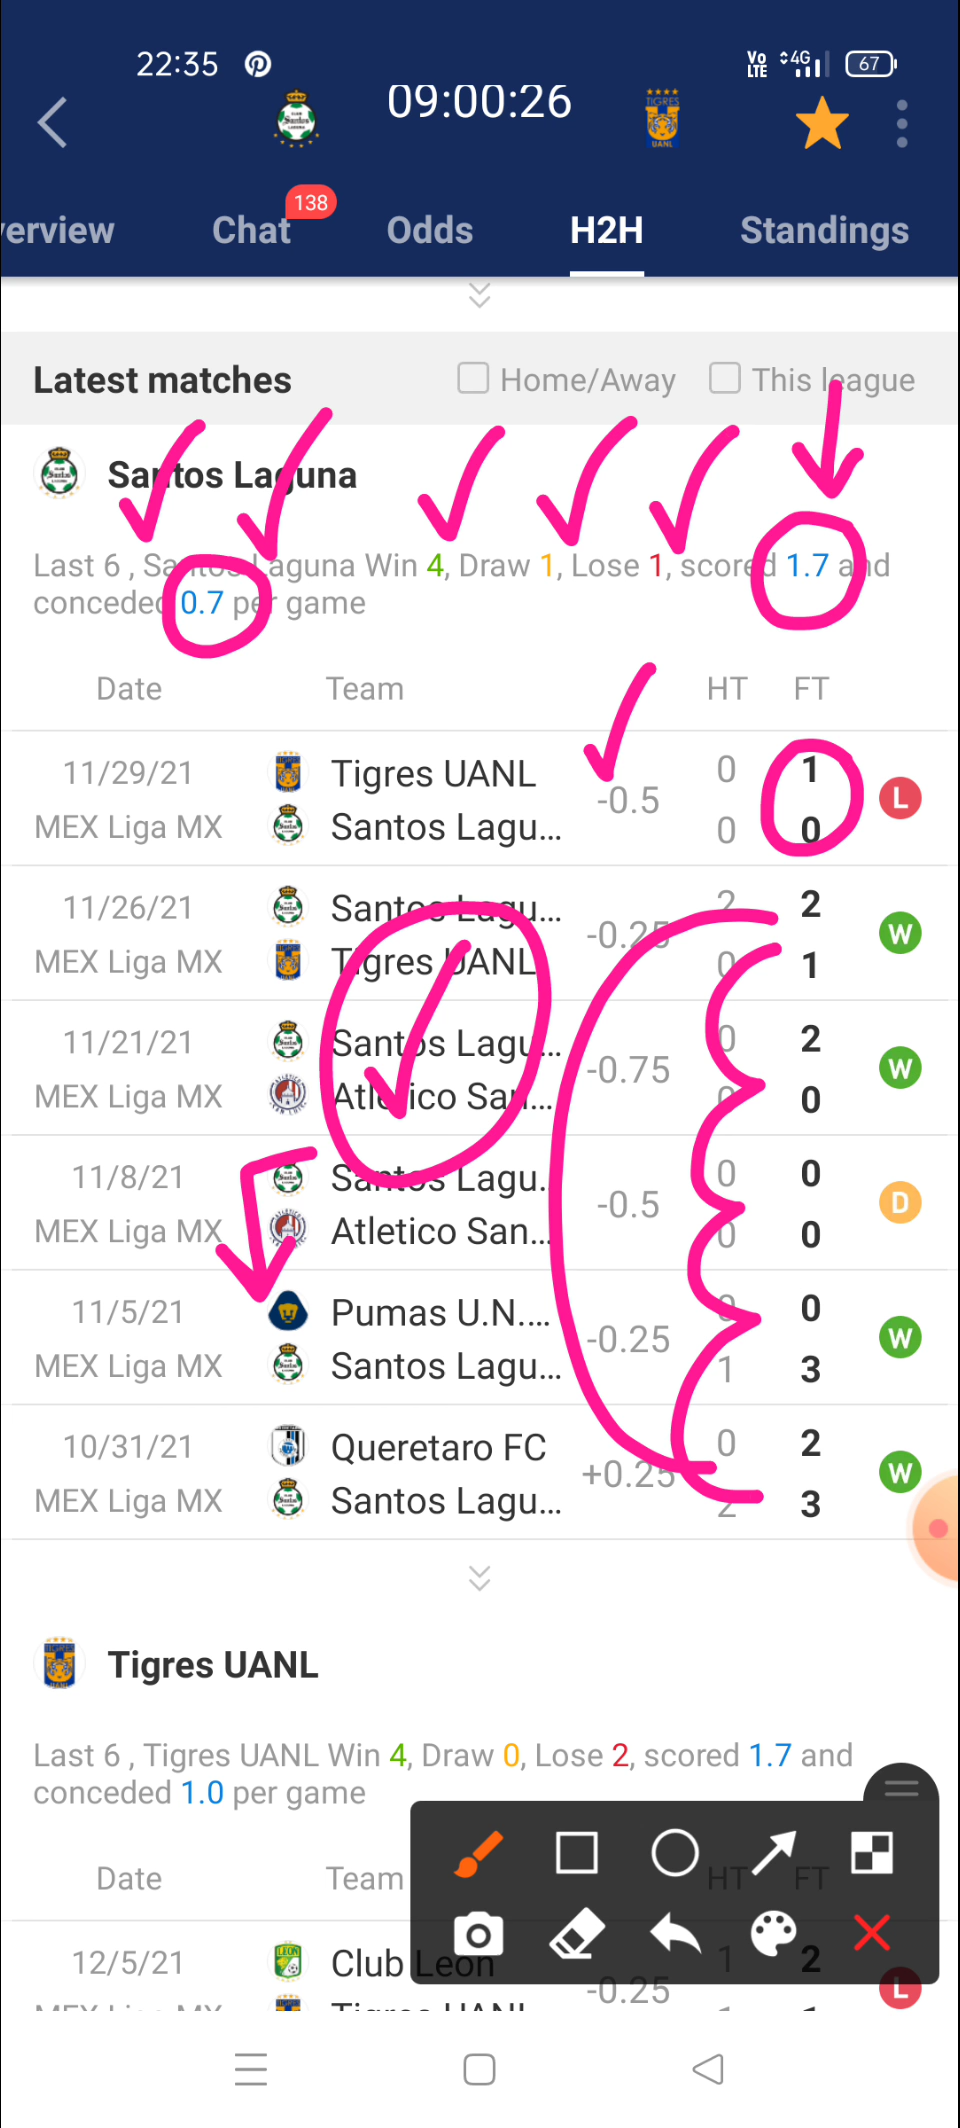 22:35 Vo LTE 4G 67
09:00:26
verview Chat 138 Odds H2H Standings
Latest matches Home/Away This league
Santos Laguna
Last 6 , Santos Laguna Win 4, Draw 1, Lose 1, scored 1.7 and
conceded 0.7 per game
Date Team HT FT
11/29/21 Tigres UANL 0 1
-0.5 L
MEX Liga MX Santos Lagu... 0 0
11/26/21 Santos Lagu... 2 2
-0.25 W
MEX Liga MX Tigres UANL 0 1
11/21/21 Santos Lagu... 0 2
-0.75 W
MEX Liga MX Atletico San... 0 0
11/8/21 Santos Lagu... 0 0
-0.5 D
MEX Liga MX Atletico San... 0 0
11/5/21 Pumas U.N.... 0 0
-0.25 W
MEX Liga MX Santos Lagu... 1 3
10/31/21 Queretaro FC 0 2
+0.25 W
MEX Liga MX Santos Lagu... 2 3
Tigres UANL
Last 6 , Tigres UANL Win 4, Draw 0, Lose 2, scored 1.7 and
conceded 1.0 per game
Date Team HT FT
12/5/21 Club Leon 1 2
-0.25 L
MEX Liga MX Tigres UANL